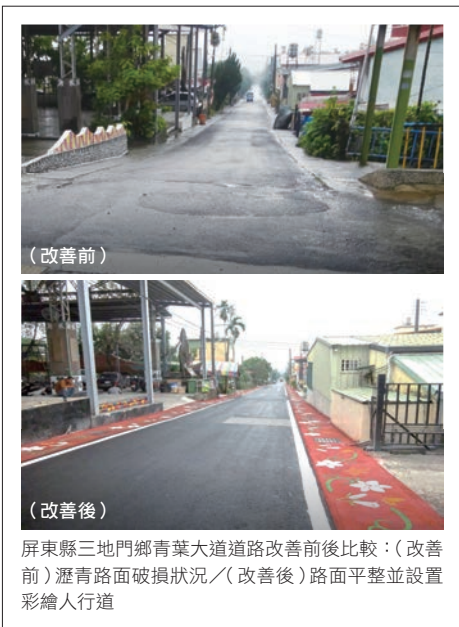 （改善前）
（改善後）
屏東縣三地門鄉青葉大道道路改善前後比較：（改善
前）瀝青路面破損狀況／（改善後）路面平整並設置
彩繪人行道